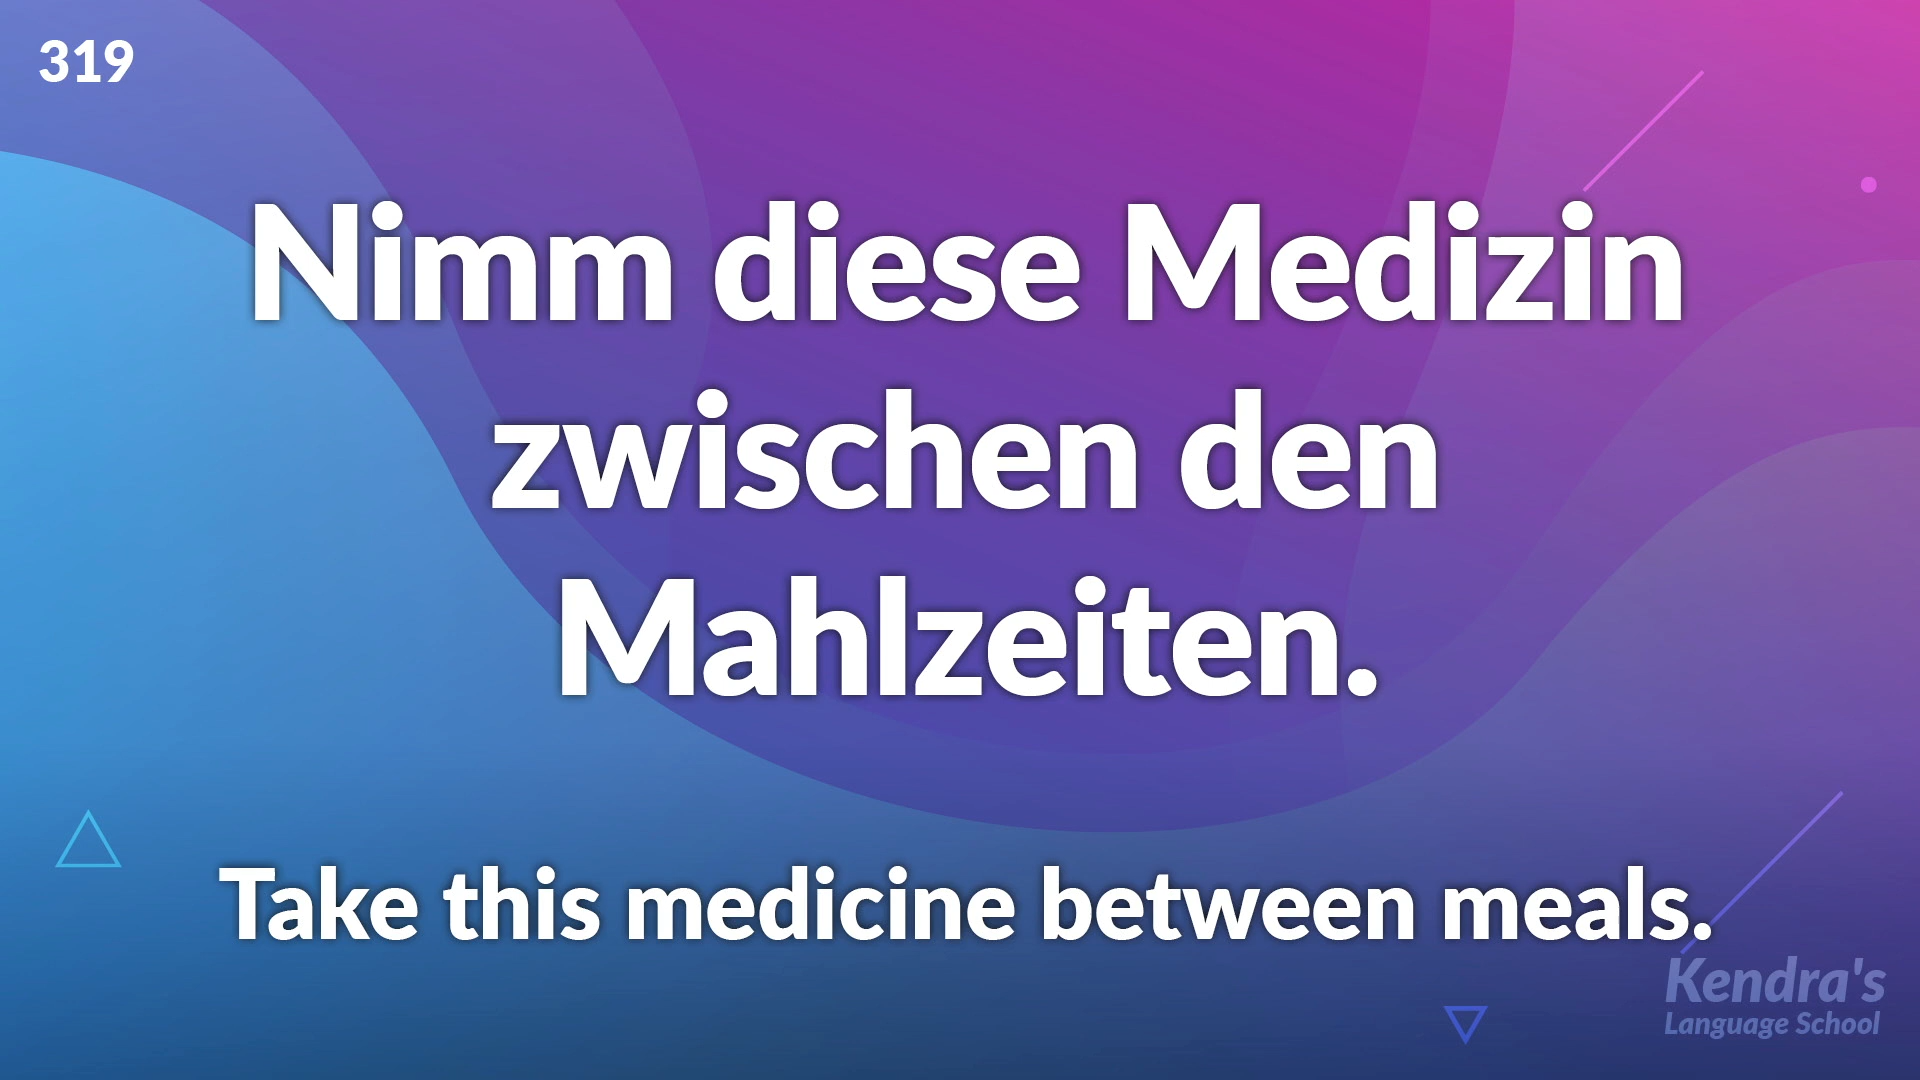 319
Nimm diese Medizin
zwischen den
Mahlzeiten.
Take this medicine between meals.
Kendra's
Language School